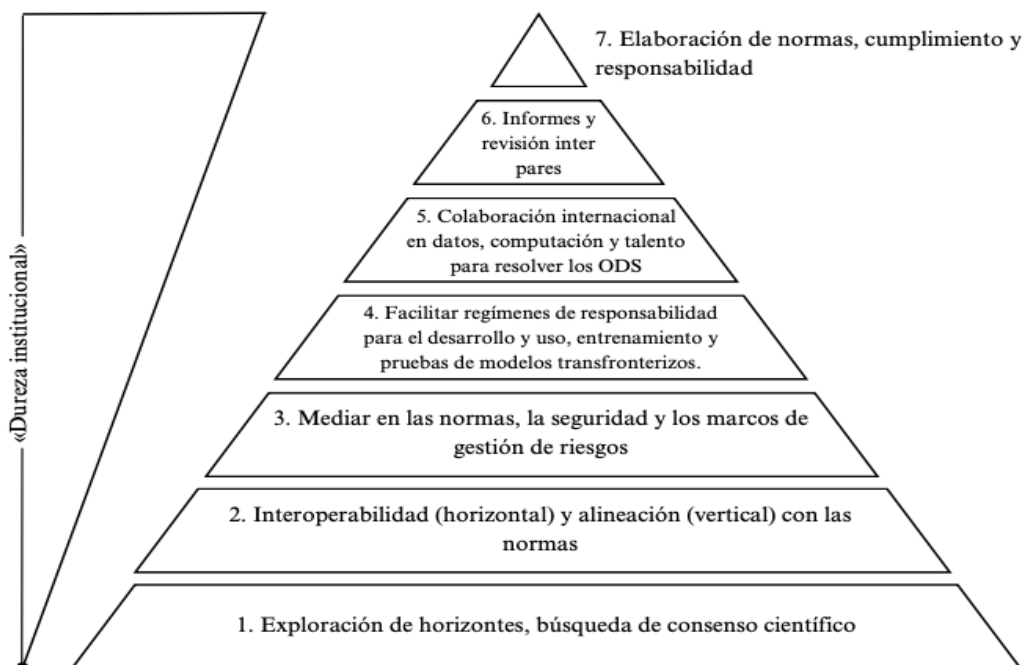 7. Elaboración de normas, cumplimiento y
responsabilidad
6. Informes y
revisión inter
pares
5. Colaboración internacional
en datos, computación y talento
para resolver los ODS
4. Facilitar regímenes de responsabilidad
para el desarrollo y uso, entrenamiento y
pruebas de modelos transfronterizos.
3. Mediar en las normas, la seguridad y los marcos de
gestión de riesgos
2. Interoperabilidad (horizontal) y alineación (vertical) con las
normas
1. Exploración de horizontes, búsqueda de consenso científico
«Dureza institucional»